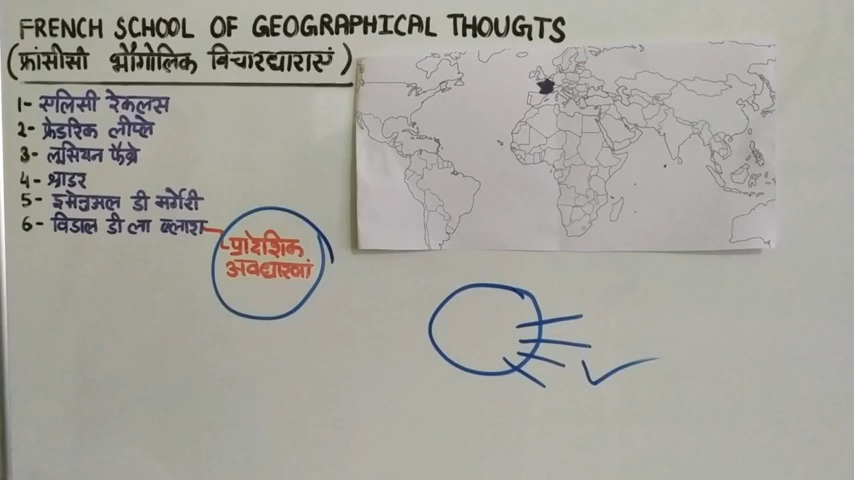 FRENCH SCHOOL OF GEOGRAPHICAL THOUGTS
(फ्रांसीसी भौगोलिक विचारधाराएं)
1- एलिसी रेकलस
2- फ्रेडरिक लीप्ले
3- लूसियन फैब्रे
4- श्राडर
5- इमेनुअल डी मर्गेरी
6- विडाल डी ला ब्लाश
प्रादेशिक
अवधारणां